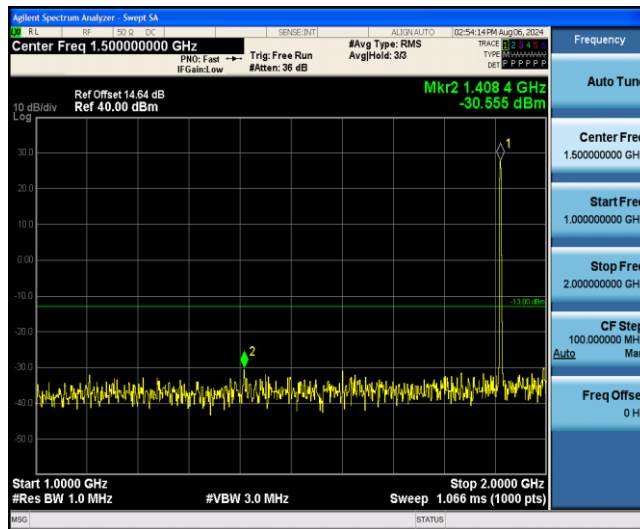 Agilent Spectrum Analyzer - Swept SA
RL RF 50 Ω DC SENSE:INT ALIGN AUTO 02:54:14 PM Aug 06, 2024
Center Freq 1.500000000 GHz
PNO: Fast
IFGain:Low
Trig: Free Run
#Atten: 36 dB
#Avg Type: RMS
Avg|Hold: 3/3
TRACE 1 2 3 4 5 6
TYPE
DET P P P P P P
Frequency
Mkr2 1.408 4 GHz
-30.555 dBm
Ref Offset 14.64 dB
10 dB/div Ref 40.00 dBm
Log
30.0
20.0
10.0
0.00
-10.0
-20.0
-30.0
-40.0
-50.0
1
2
-13.00 dBm
Start 1.0000 GHz Stop 2.0000 GHz
#Res BW 1.0 MHz #VBW 3.0 MHz Sweep 1.066 ms (1000 pts)
MSG STATUS
Auto Tun
Center Fre
1.500000000 GH
Start Fre
1.000000000 GH
Stop Fre
2.000000000 GH
CF Step
100.000000 MH
Auto Ma
Freq Offse
0 H